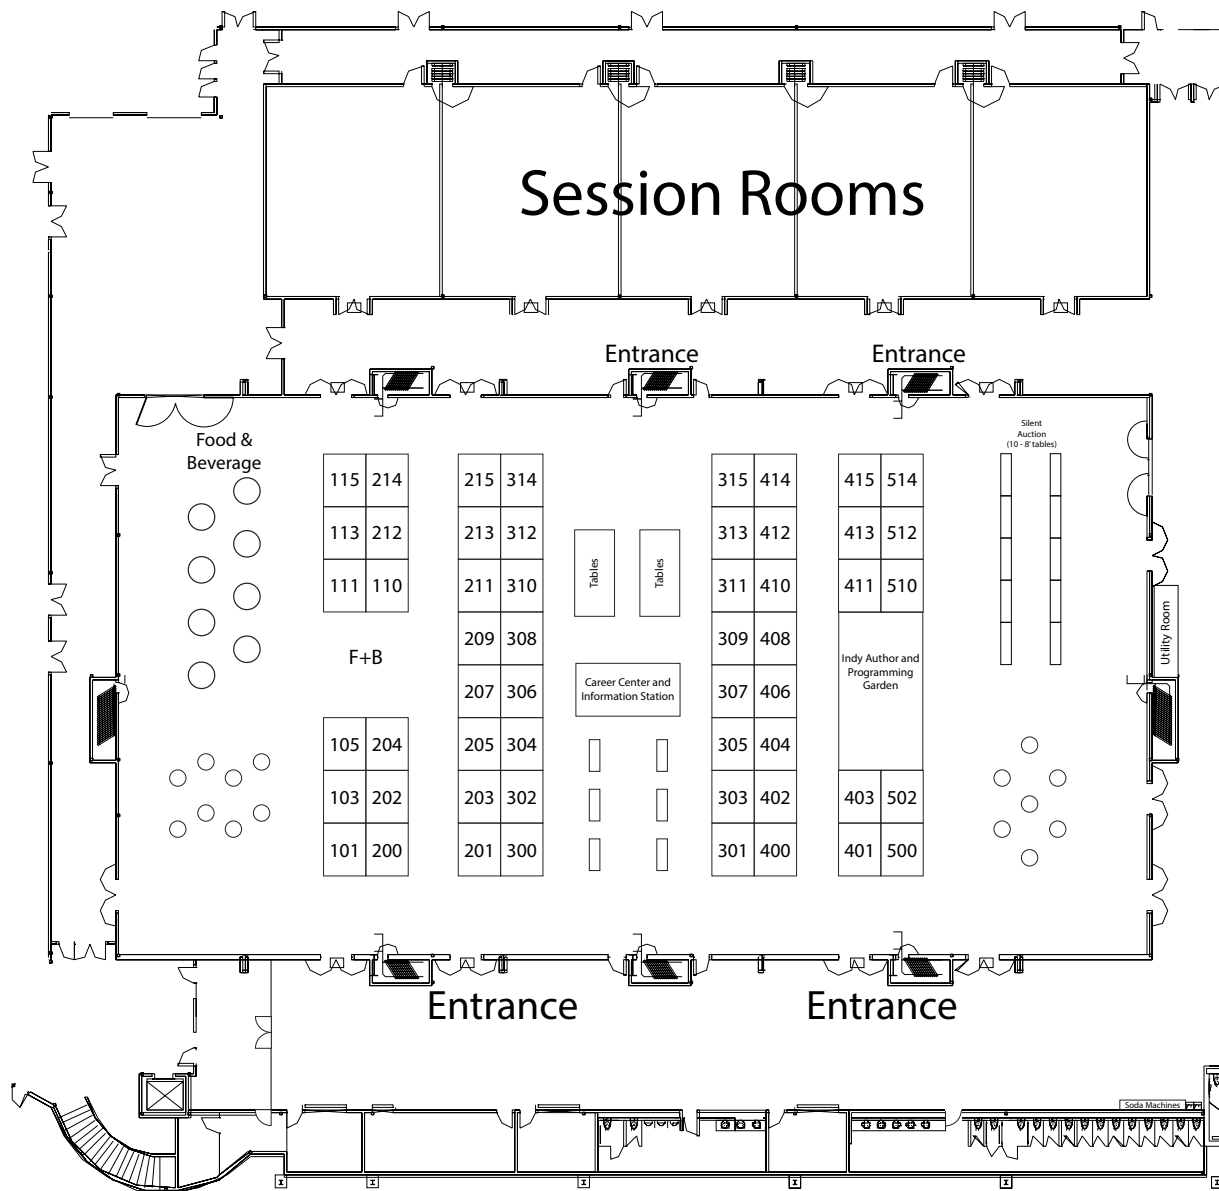 Session Rooms
Entrance
Entrance
Food &
Beverage
Silent
Auction
(10 - 8' tables)
115 214 215 314 315 414 415 514
113 212 213 312 313 412 413 512
111 110 211 310 311 410 411 510
Tables
Tables
209 308 309 408
F+B
Utility Room
Indy Author and
Programming
Garden
207 306 307 406
Career Center and
Information Station
105 204 205 304 305 404
103 202 203 302 303 402 403 502
101 200 201 300 301 400 401 500
Entrance
Entrance
Soda Machines